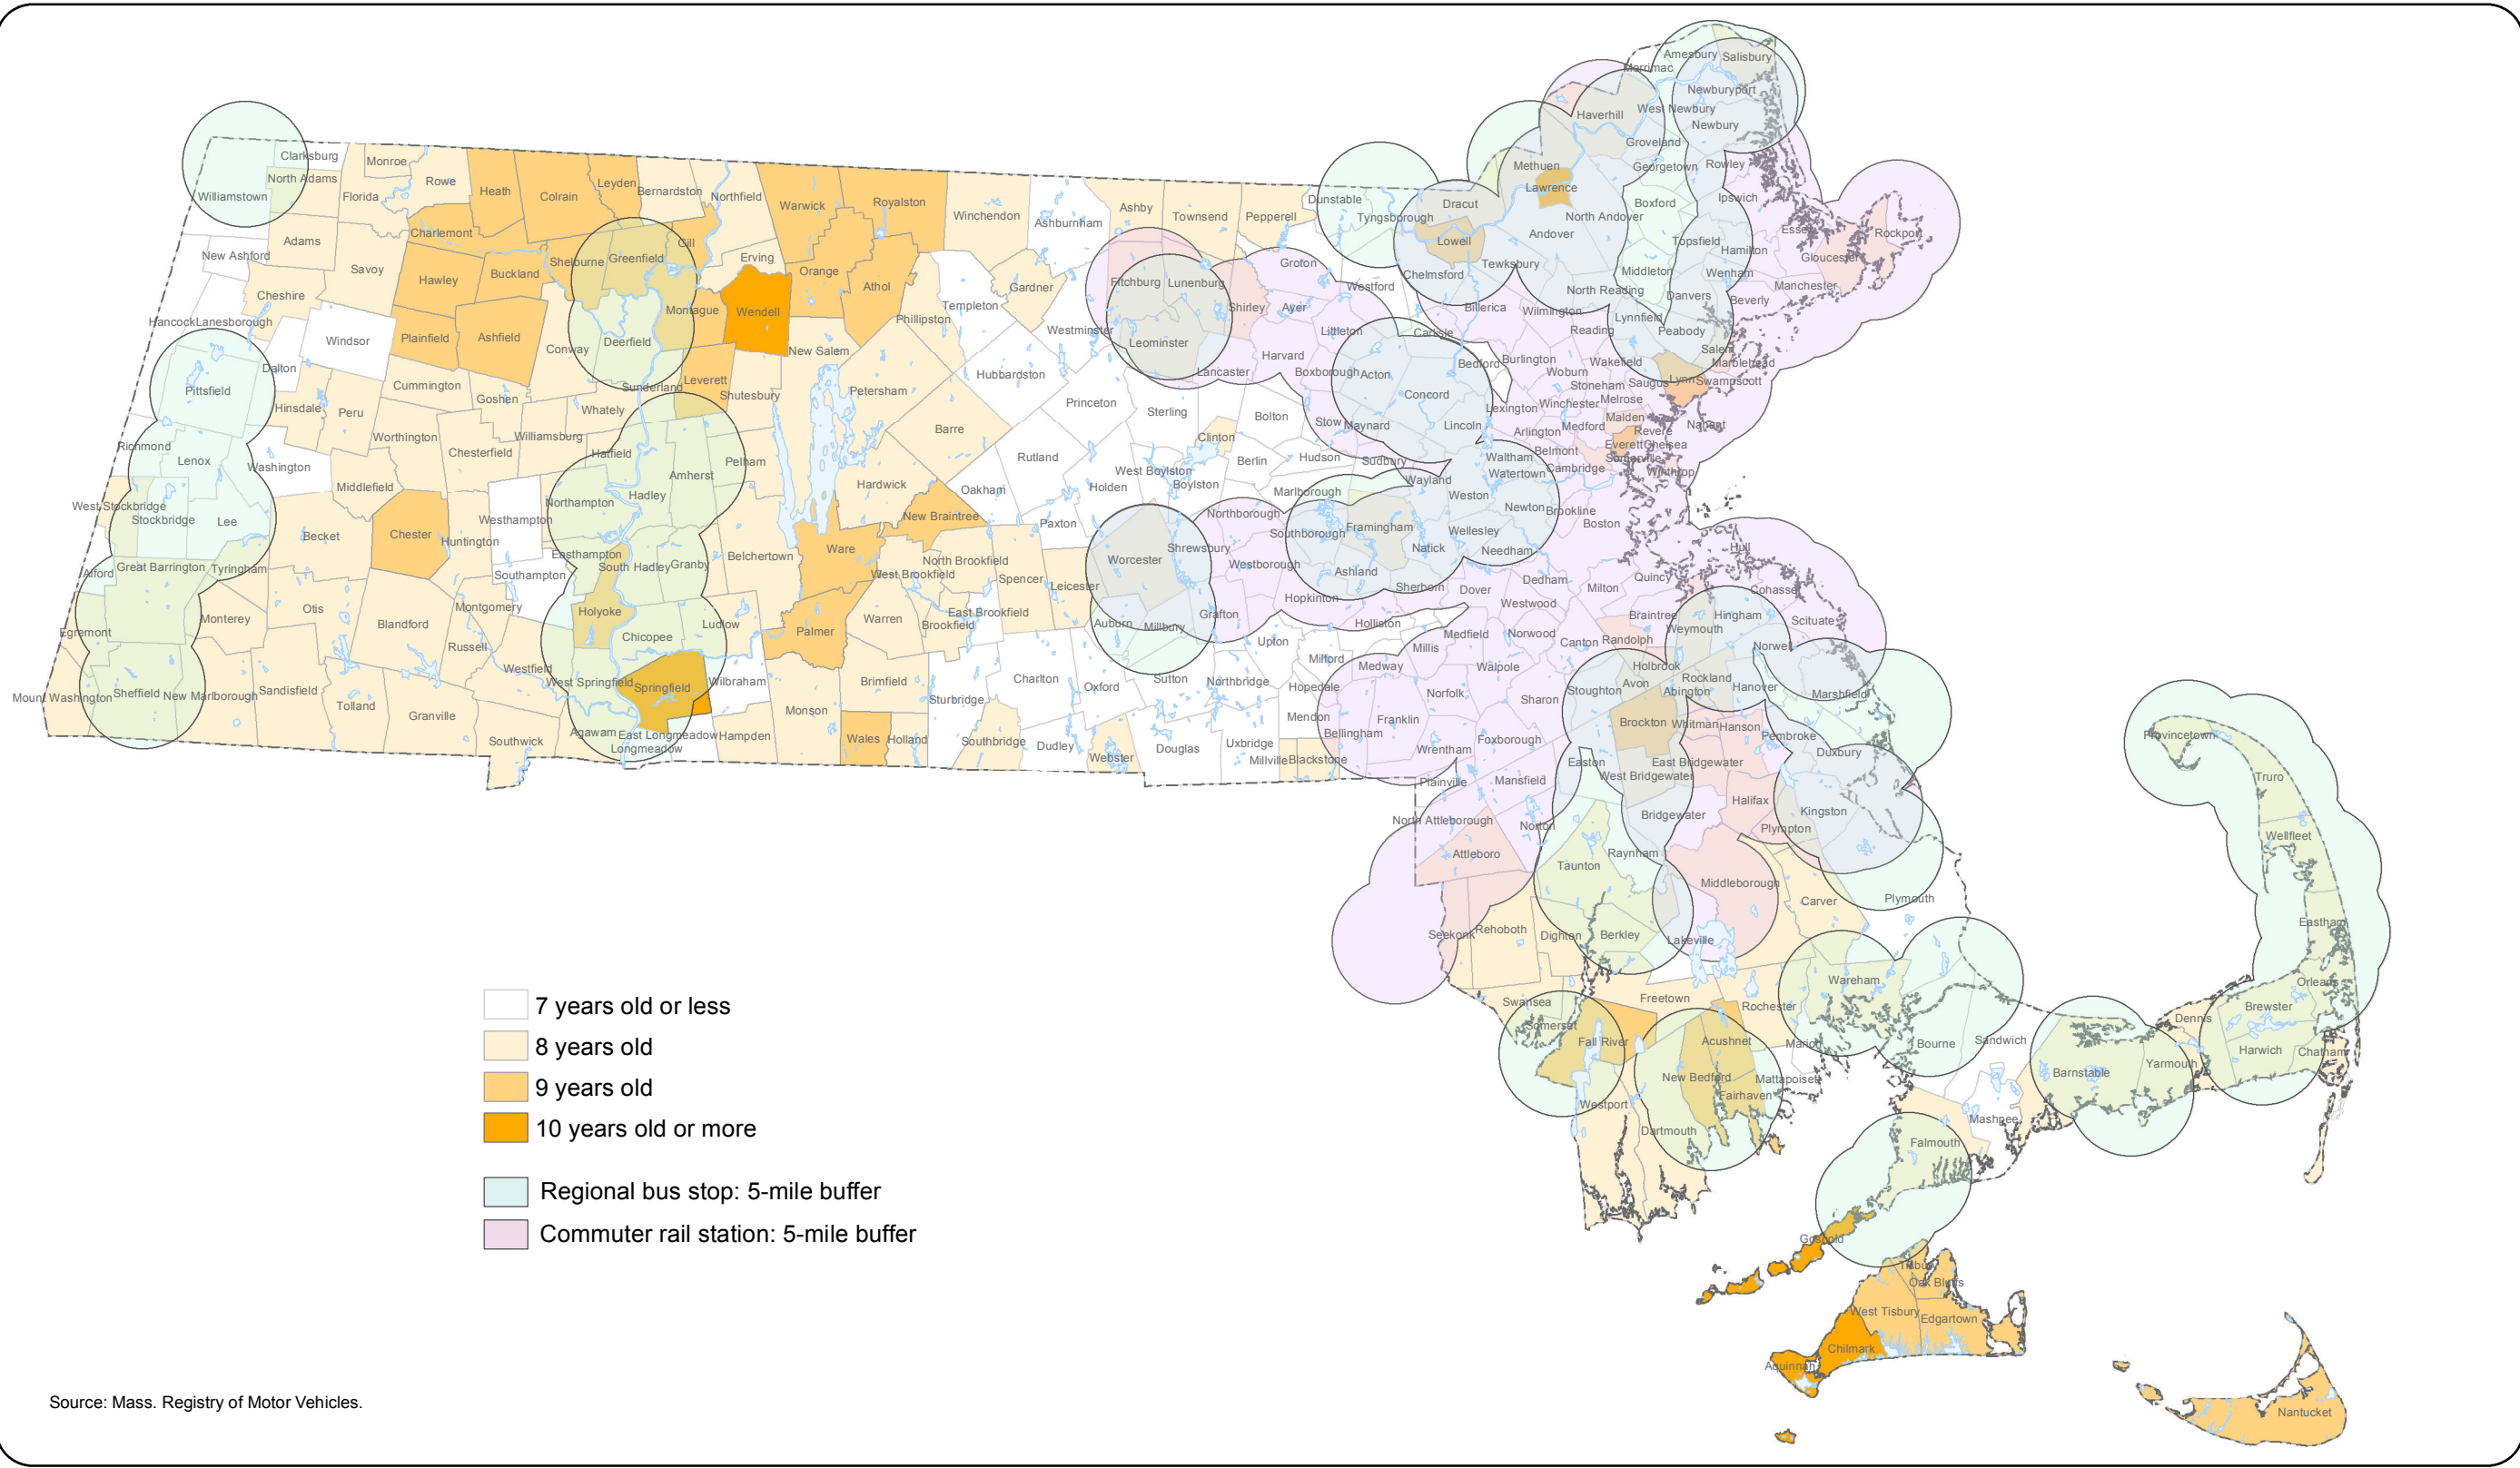 Amesbury
Salisbury
Merrimac
Newburyport
West Newbury
Haverhill
Newbury
Groveland
Clarksburg
Monroe
Rowe
North Adams
Florida
Williamstown
Heath
Colrain
Leyden
Bernardston
Northfield
Warwick
Royalston
Winchendon
Ashburnham
Ashby
Townsend
Pepperell
Dunstable
Tyngsborough
Dracut
Methuen
Lawrence
Georgetown
Rowley
Ipswich
Boxford
North Andover
Andover
Lowell
Topsfield
Hamilton
Essex
Rockport
Gloucester
Adams
Savoy
Charlemont
Gill
New Ashford
Cheshire
Hawley
Buckland
Shelburne
Greenfield
Erving
Orange
Athol
Tewksbury
Chelmsford
Middleton
Wenham
Manchester
Groton
Westford
Fitchburg
Lunenburg
Shirley
Ayer
Gardner
Templeton
Phillipston
Westminster
Billerica
Wilmington
North Reading
Danvers
Beverly
Hancock
Lanesborough
Windsor
Plainfield
Ashfield
Conway
Deerfield
Montague
Wendell
New Salem
Leominster
Littleton
Carlisle
Reading
Lynnfield
Peabody
Salem
Marblehead
Dalton
Pittsfield
Hinsdale
Peru
Cummington
Goshen
Whately
Sunderland
Leverett
Shutesbury
Petersham
Hubbardston
Princeton
Lancaster
Harvard
Boxborough
Acton
Concord
Bedford
Burlington
Woburn
Wakefield
Stoneham
Saugus
Lynn
Swampscott
Sterling
Bolton
Stow
Maynard
Lincoln
Lexington
Winchester
Melrose
Arlington
Medford
Malden
Revere
Nahant
Everett
Chelsea
Belmont
Somerville
Winthrop
Cambridge
Richmond
Lenox
Washington
Worthington
Chesterfield
Williamsburg
Hatfield
Amherst
Pelham
Barre
Rutland
Clinton
Berlin
Hudson
Sudbury
Waltham
Watertown
West Boylston
Holden
Boylston
Marlborough
Wayland
Weston
Middlefield
Northampton
Hadley
Hardwick
Oakham
West Stockbridge
Stockbridge
Lee
Becket
Chester
Huntington
Westhampton
New Braintree
Paxton
Northborough
Southborough
Framingham
Newton
Brookline
Boston
Wellesley
Natick
Needham
Hull
Easthampton
South Hadley
Granby
Belchertown
Ware
West Brookfield
North Brookfield
Spencer
Leicester
Worcester
Shrewsbury
Westborough
Ashland
Sherborn
Dover
Dedham
Milton
Quincy
Cohasset
Alford
Great Barrington
Tyringham
Southampton
Otis
Monterey
Montgomery
Blandford
Holyoke
Ludlow
Palmer
Warren
East Brookfield
Brookfield
Auburn
Millbury
Grafton
Hopkinton
Holliston
Westwood
Braintree
Hingham
Weymouth
Scituate
Egremont
Russell
Chicopee
Upton
Medfield
Norwood
Canton
Randolph
Norwell
Westfield
Milford
Medway
Millis
Walpole
Holbrook
Rockland
Mount Washington
Sheffield
New Marlborough
Sandisfield
Tolland
Granville
West Springfield
Springfield
Wilbraham
Monson
Brimfield
Sturbridge
Charlton
Oxford
Sutton
Northbridge
Hopedale
Norfolk
Sharon
Stoughton
Avon
Abington
Hanover
Marshfield
Mendon
Franklin
Bellingham
Brockton
Whitman
Hanson
Pembroke
Southwick
Agawam
East Longmeadow
Longmeadow
Hampden
Wales
Holland
Southbridge
Dudley
Webster
Douglas
Uxbridge
Millville
Blackstone
Wrentham
Foxborough
Duxbury
Easton
East Bridgewater
West Bridgewater
Plainville
Mansfield
Halifax
Kingston
North Attleborough
Norton
Bridgewater
Plympton
Attleboro
Taunton
Raynham
Middleborough
Carver
Plymouth
Seekonk
Rehoboth
Dighton
Berkley
Lakeville
Provincetown
Truro
Wellfleet
Eastham
Orleans
Brewster
Dennis
Harwich
Chatham
Wareham
Swansea
Freetown
Rochester
Somerset
Fall River
Acushnet
Marion
Bourne
Sandwich
Yarmouth
Barnstable
New Bedford
Mattapoisett
Fairhaven
Westport
Dartmouth
Mashpee
Falmouth
Gosnold
Tisbury
Oak Bluffs
West Tisbury
Edgartown
Chilmark
Aquinnah
Nantucket
7 years old or less
8 years old
9 years old
10 years old or more
Regional bus stop: 5-mile buffer
Commuter rail station: 5-mile buffer
Source: Mass. Registry of Motor Vehicles.